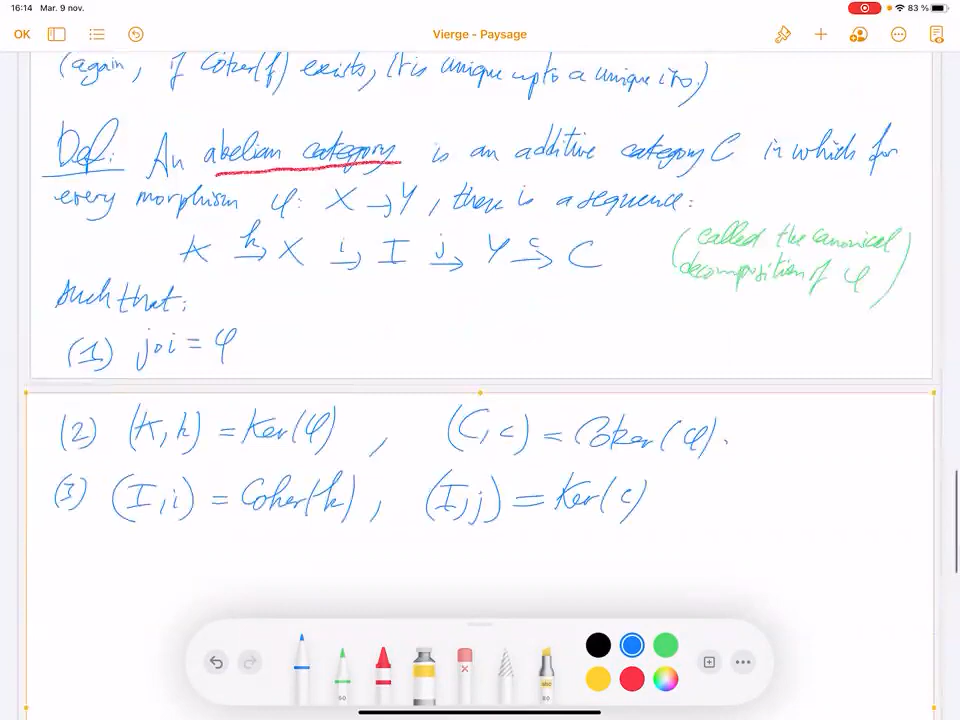 16:14 Mar. 9 nov.
83 %
OK
Vierge - Paysage
(again, if Coker(f) exists, it is unique up to a unique iso)
Def: An abelian category is an additive category C in which for
every morphism φ: X → Y, there is a sequence:
K k→ X i→ I j→ Y c→ C
(called the canonical
decomposition of φ)
such that:
(1) j∘i = φ
(2) (K, k) = Ker(φ), (C, c) = Coker(φ).
(3) (I, i) = Coker(k), (I, j) = Ker(c)